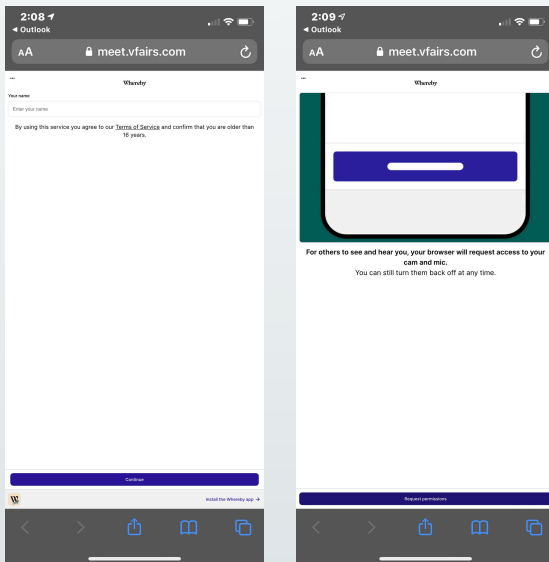 2:08
Outlook
AA meet.vfairs.com
Whereby
Your name
Enter your name
By using this service you agree to our Terms of Service and confirm that you are older than
16 years.
Continue
Install the Whereby app →
2:09
Outlook
AA meet.vfairs.com
Whereby
For others to see and hear you, your browser will request access to your
cam and mic.
You can still turn them back off at any time.
Request permissions